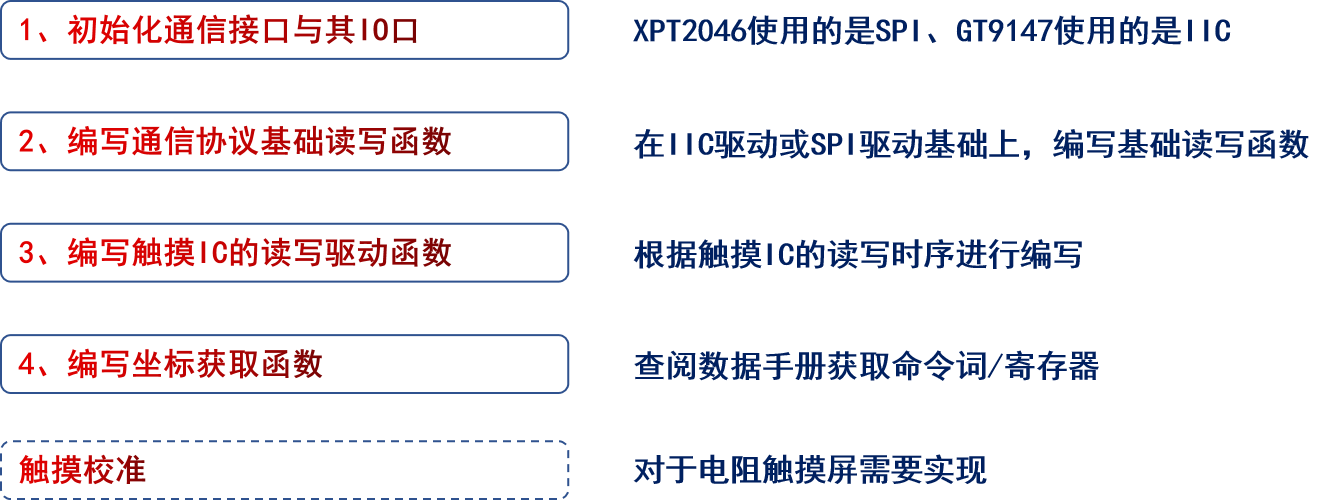 1、初始化通信接口与其IO口
XPT2046使用的是SPI、GT9147使用的是IIC
2、编写通信协议基础读写函数
在IIC驱动或SPI驱动基础上，编写基础读写函数
3、编写触摸IC的读写驱动函数
根据触摸IC的读写时序进行编写
4、编写坐标获取函数
查阅数据手册获取命令词/寄存器
触摸校准
对于电阻触摸屏需要实现